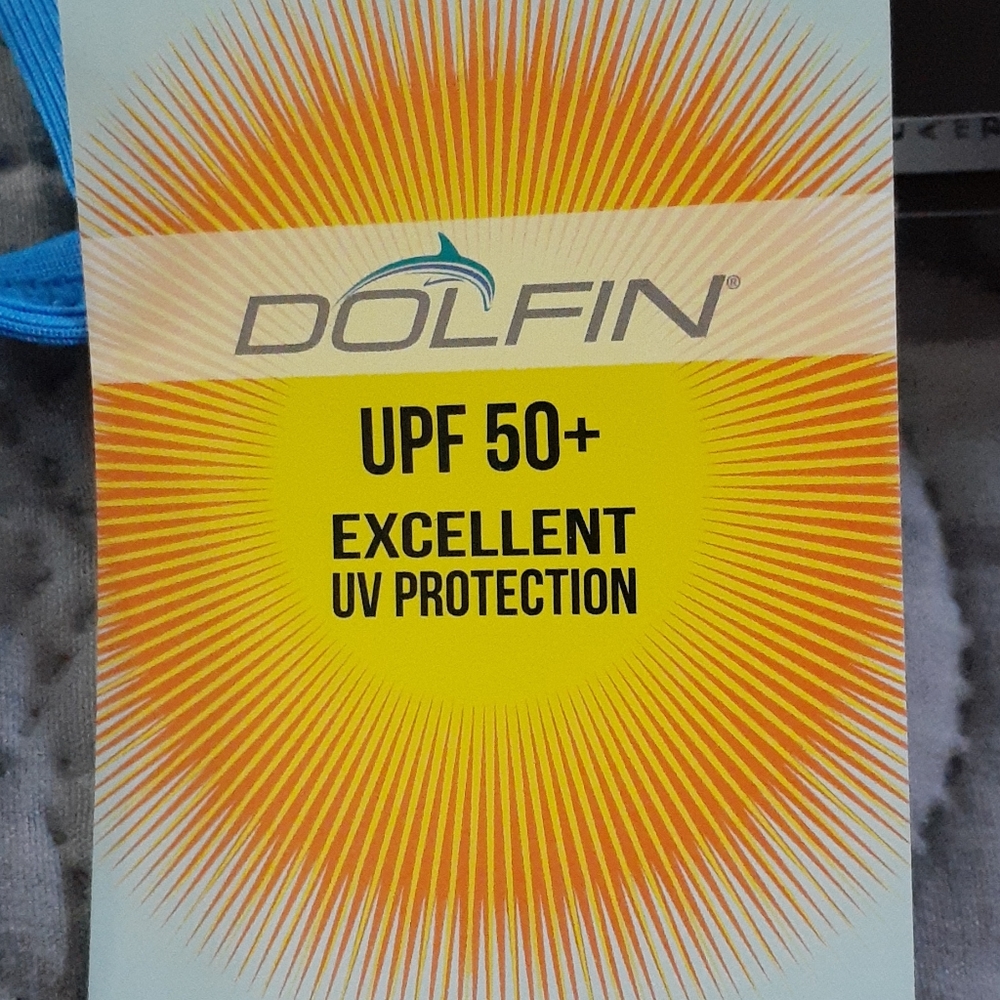 DOLFIN®
UPF 50+
EXCELLENT
UV PROTECTION